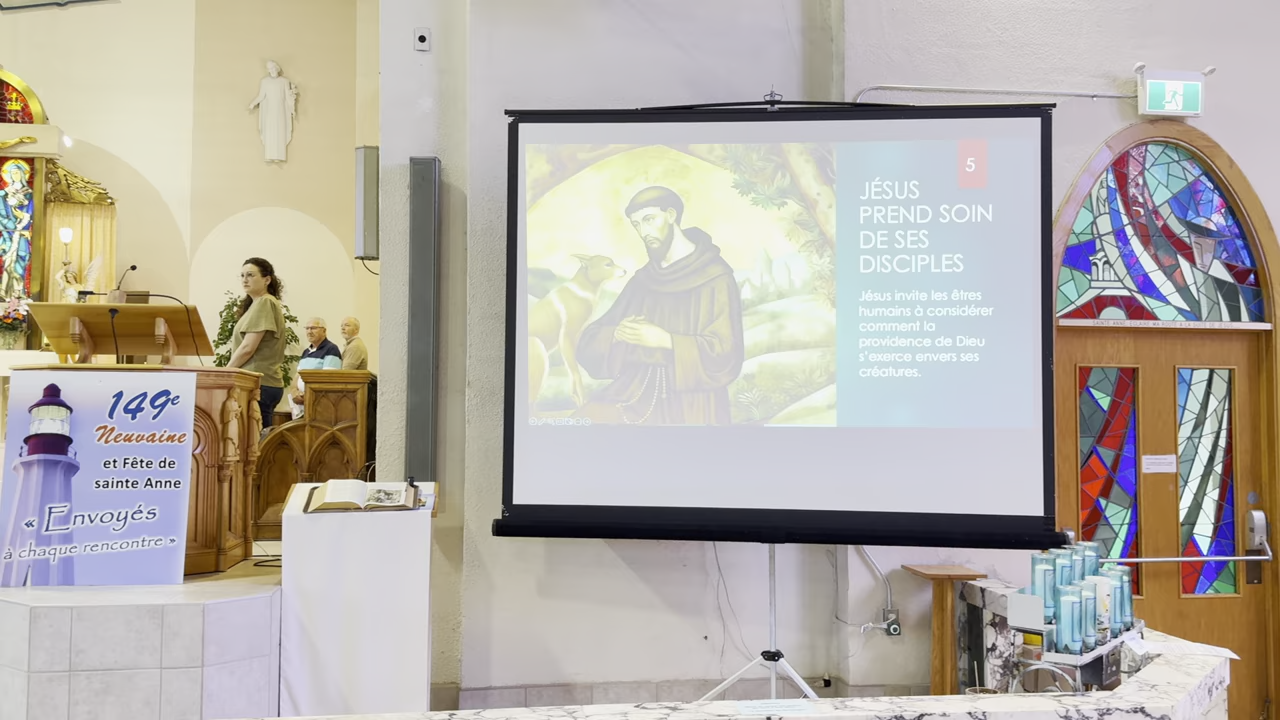 149e
Neuvaine
et Fête de
sainte Anne
« Envoyés
à chaque rencontre »
5
JÉSUS
PREND SOIN
DE SES
DISCIPLES
Jésus invite les êtres
humains à considérer
comment la
providence de Dieu
s'exerce envers ses
créatures.